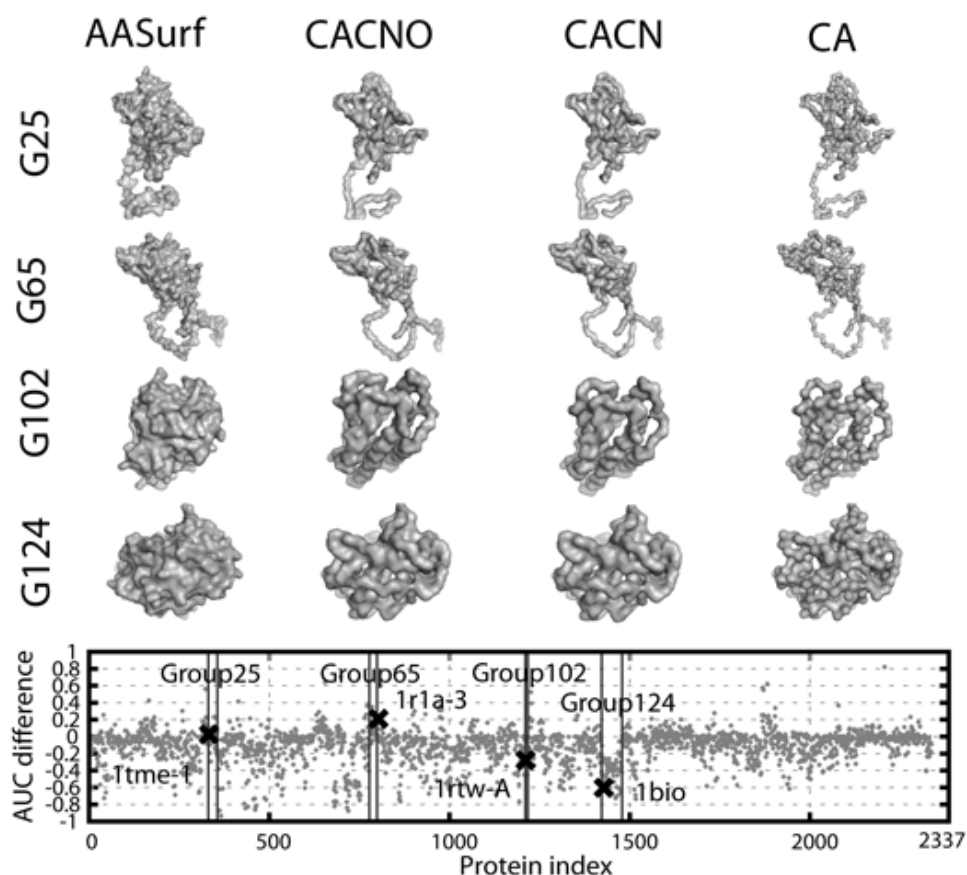 AASurf CACNO CACN CA
G25
G65
G102
G124
1
0.8
0.6
0.4
0.2
0
-0.2
-0.4
-0.6
-0.8
-1
AUC difference
Group25 Group65 Group102
1r1a-3 Group124
1tme-1 1rtw-A 1bio
0 500 1000 1500 2000 2337
Protein index